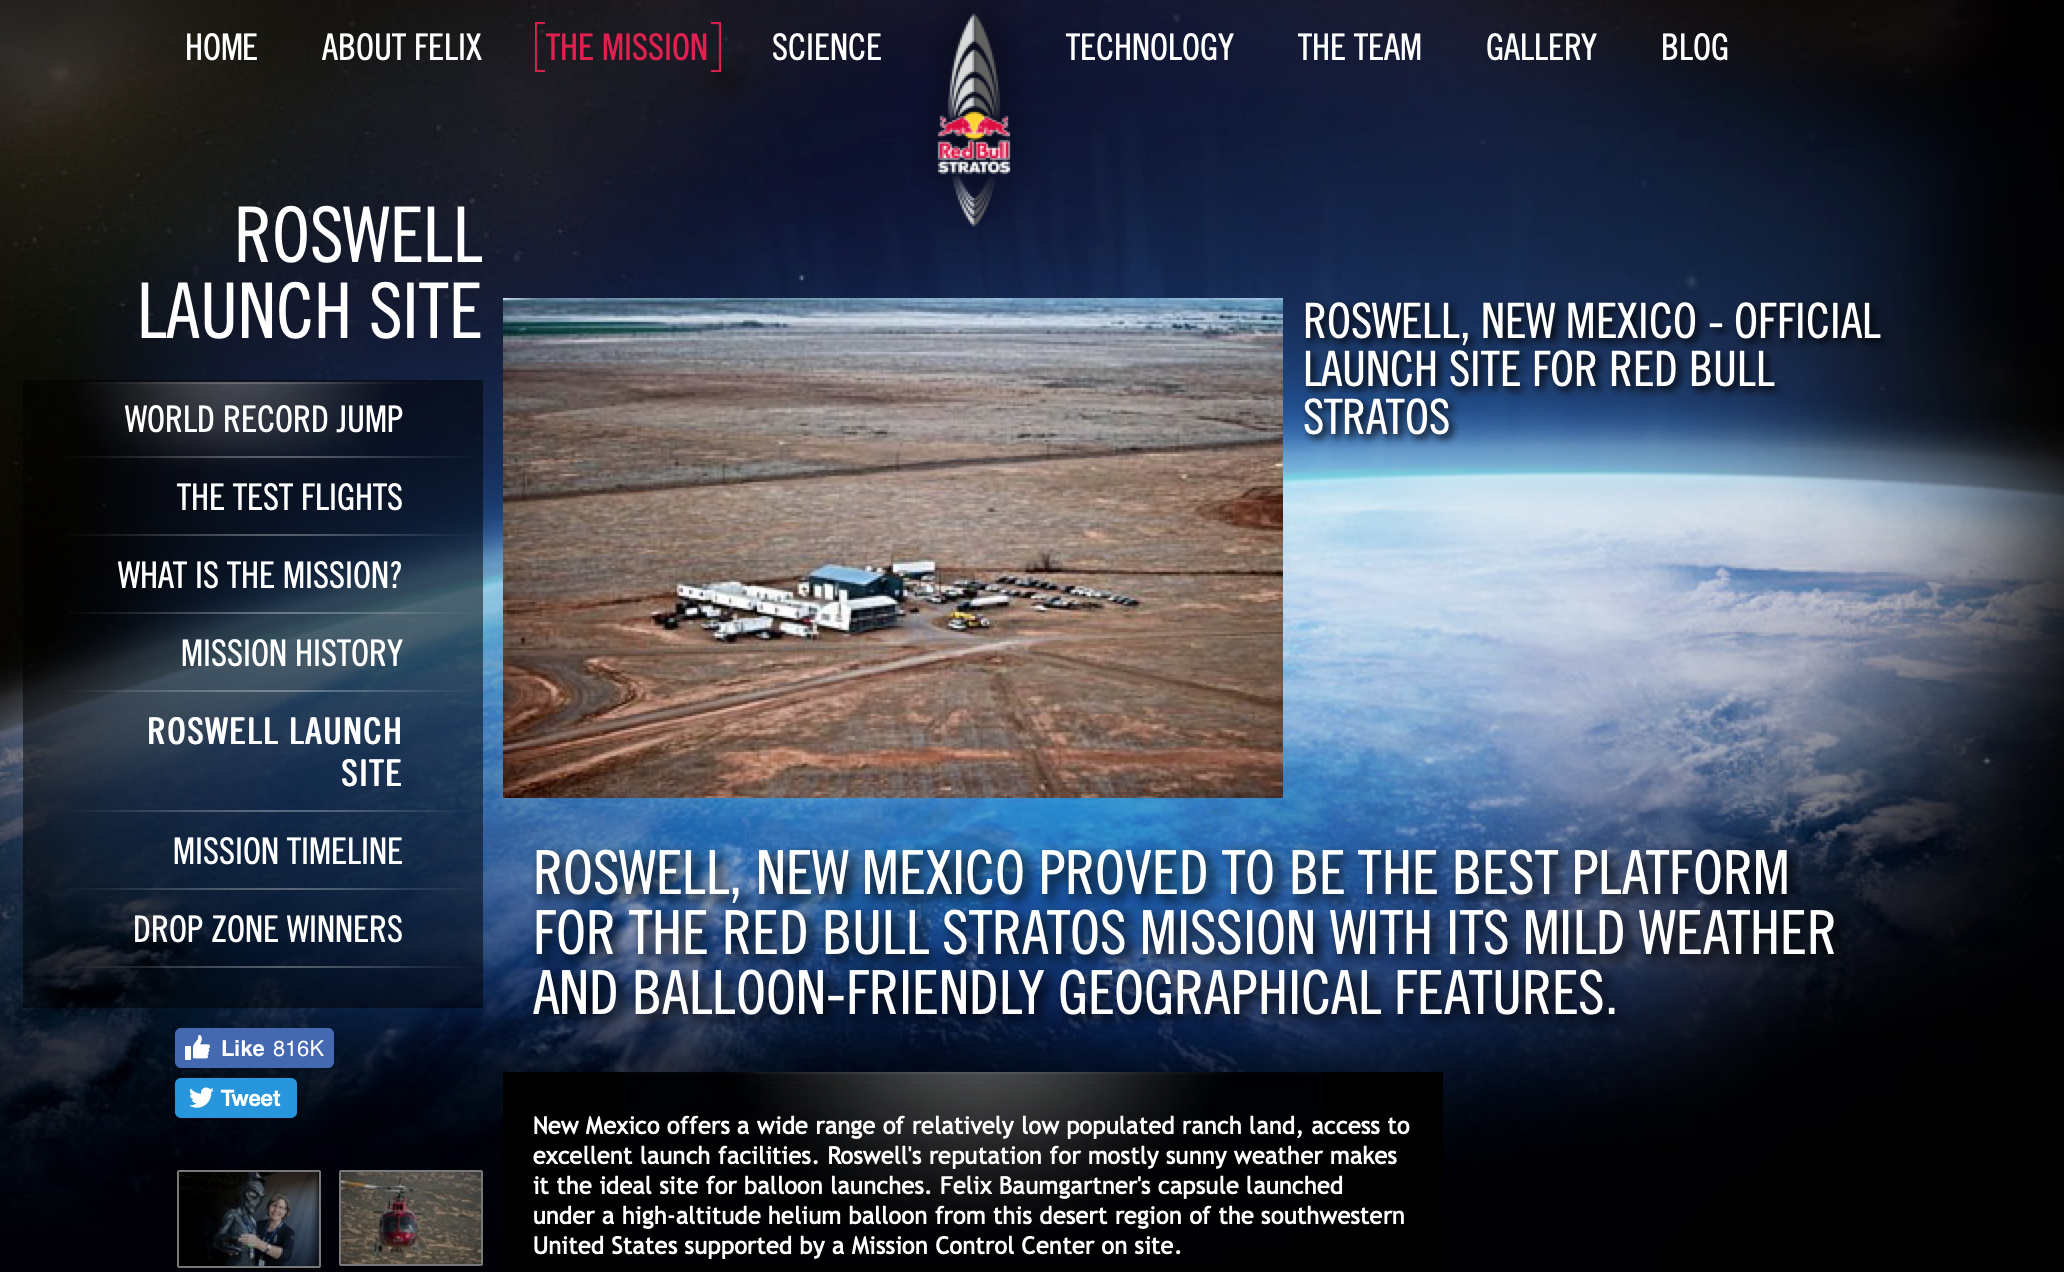 HOME
ABOUT FELIX
THE MISSION
SCIENCE
Red Bull
STRATOS
TECHNOLOGY
THE TEAM
GALLERY
BLOG
ROSWELL
LAUNCH SITE
WORLD RECORD JUMP
THE TEST FLIGHTS
WHAT IS THE MISSION?
MISSION HISTORY
ROSWELL LAUNCH
SITE
MISSION TIMELINE
DROP ZONE WINNERS
Like 816K
Tweet
ROSWELL, NEW MEXICO - OFFICIAL
LAUNCH SITE FOR RED BULL
STRATOS
ROSWELL, NEW MEXICO PROVED TO BE THE BEST PLATFORM
FOR THE RED BULL STRATOS MISSION WITH ITS MILD WEATHER
AND BALLOON-FRIENDLY GEOGRAPHICAL FEATURES.
New Mexico offers a wide range of relatively low populated ranch land, access to
excellent launch facilities. Roswell's reputation for mostly sunny weather makes
it the ideal site for balloon launches. Felix Baumgartner's capsule launched
under a high-altitude helium balloon from this desert region of the southwestern
United States supported by a Mission Control Center on site.